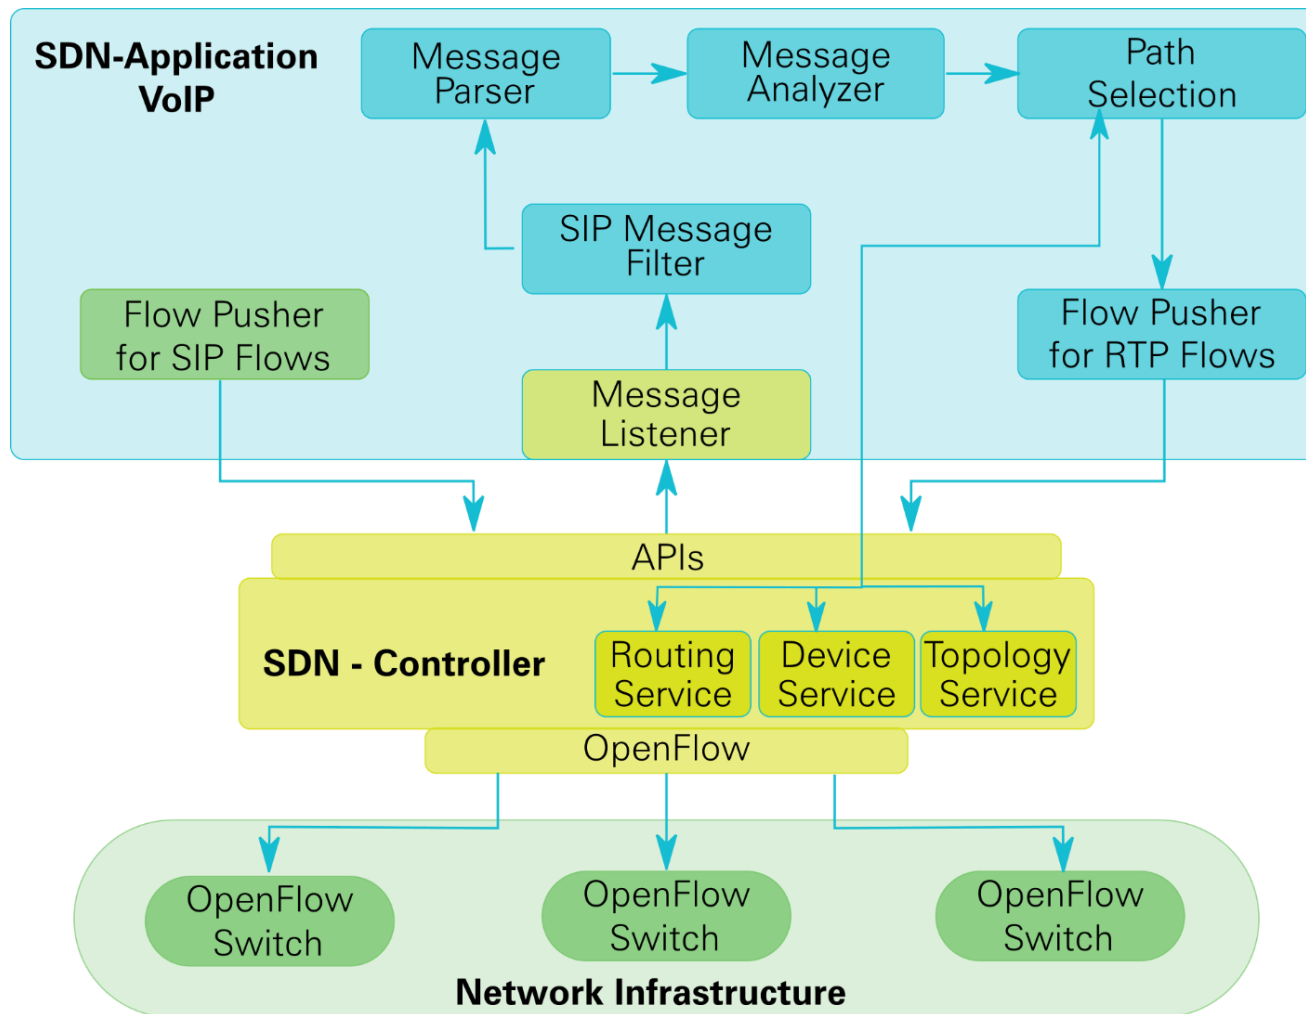 SDN-Application
VoIP
Message
Parser
Message
Analyzer
Path
Selection
SIP Message
Filter
Flow Pusher
for SIP Flows
Flow Pusher
for RTP Flows
Message
Listener
APIs
SDN - Controller
Routing
Service
Device
Service
Topology
Service
OpenFlow
OpenFlow
Switch
OpenFlow
Switch
OpenFlow
Switch
Network Infrastructure